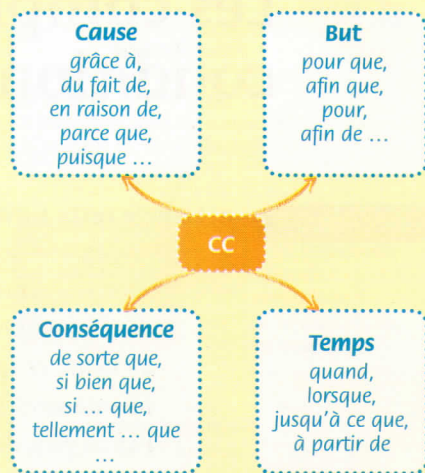 Cause
grâce à,
du fait de,
en raison de,
parce que,
puisque ...
But
pour que,
afin que,
pour,
afin de ...
CC
Conséquence
de sorte que,
si bien que,
si ... que,
tellement ... que
...
Temps
quand,
lorsque,
jusqu'à ce que,
à partir de